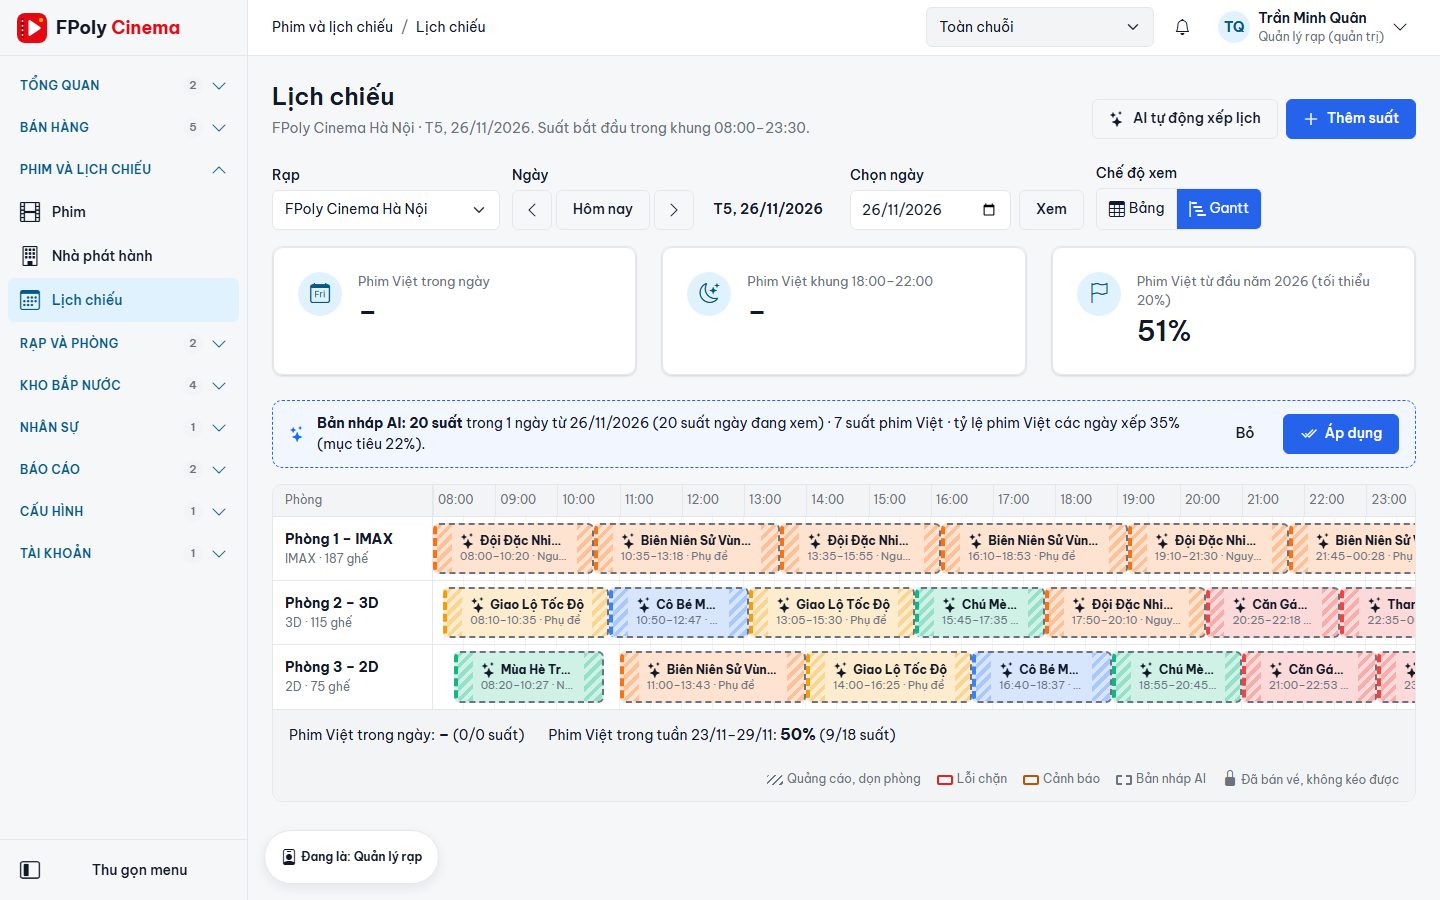 FPoly Cinema
Phim và lịch chiếu / Lịch chiếu
Toàn chuỗi
TQ
Trần Minh Quân
Quản lý rạp (quản trị)
TỔNG QUAN 2
BÁN HÀNG 5
PHIM VÀ LỊCH CHIẾU
Phim
Nhà phát hành
Lịch chiếu
RẠP VÀ PHÒNG 2
KHO BẮP NƯỚC 4
NHÂN SỰ 1
BÁO CÁO 2
CẤU HÌNH 1
TÀI KHOẢN 1
Thu gọn menu
Lịch chiếu
FPoly Cinema Hà Nội · T5, 26/11/2026. Suất bắt đầu trong khung 08:00–23:30.
AI tự động xếp lịch
Thêm suất
Rạp
FPoly Cinema Hà Nội
Ngày
Hôm nay
T5, 26/11/2026
Chọn ngày
26/11/2026
Xem
Chế độ xem
Bảng
Gantt
Fri
Phim Việt trong ngày
–
Phim Việt khung 18:00–22:00
–
Phim Việt từ đầu năm 2026 (tối thiểu
20%)
51%
Bản nháp AI: 20 suất trong 1 ngày từ 26/11/2026 (20 suất ngày đang xem) · 7 suất phim Việt · tỷ lệ phim Việt các ngày xếp 35%
(mục tiêu 22%).
Bỏ
Áp dụng
Phòng 08:00 09:00 10:00 11:00 12:00 13:00 14:00 15:00 16:00 17:00 18:00 19:00 20:00 21:00 22:00 23:00
Phòng 1 – IMAX
IMAX · 187 ghế
Đội Đặc Nhi...
08:00–10:20 · Ngu...
Biên Niên Sử Vùn...
10:35–13:18 · Phụ đề
Đội Đặc Nhi...
13:35–15:55 · Ngu...
Biên Niên Sử Vùn...
16:10–18:53 · Phụ đề
Đội Đặc Nhi...
19:10–21:30 · Nguy...
Biên Niên Sử V
21:45–00:28 · Phụ
Phòng 2 – 3D
3D · 115 ghế
Giao Lộ Tốc Độ
08:10–10:35 · Phụ đề
Cô Bé M...
10:50–12:47 · ...
Giao Lộ Tốc Độ
13:05–15:30 · Phụ đề
Chú Mè...
15:45–17:35 ...
Đội Đặc Nhi...
17:50–20:10 · Nguy...
Căn Gá...
20:25–22:18 ...
Than
22:35–0
Phòng 3 – 2D
2D · 75 ghế
Mùa Hè Tr...
08:20–10:27 · N...
Biên Niên Sử Vùn...
11:00–13:43 · Phụ đề
Giao Lộ Tốc Độ
14:00–16:25 · Phụ đề
Cô Bé M...
16:40–18:37 · ...
Chú Mè...
18:55–20:45...
Căn Gá...
21:00–22:53 ...
23
Phim Việt trong ngày: – (0/0 suất) Phim Việt trong tuần 23/11–29/11: 50% (9/18 suất)
Quảng cáo, dọn phòng Lỗi chặn Cảnh báo Bản nháp AI Đã bán vé, không kéo được
Đang là: Quản lý rạp